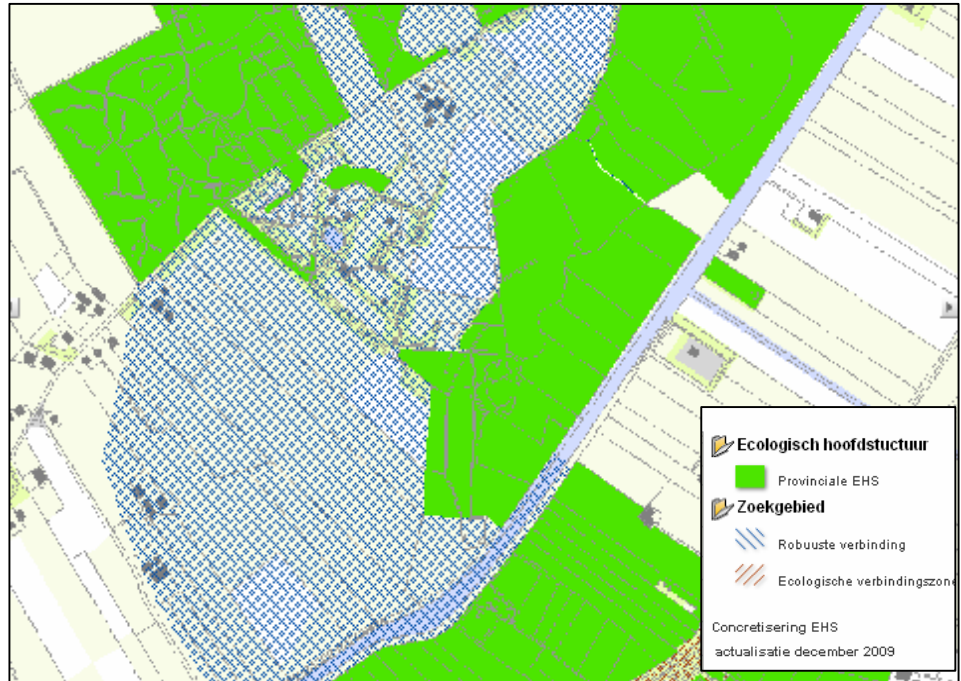 Ecologisch hoofdstuctuur
Provinciale EHS
Zoekgebied
Robuuste verbinding
Ecologische verbindingszone
Concretisering EHS
actualisatie december 2009